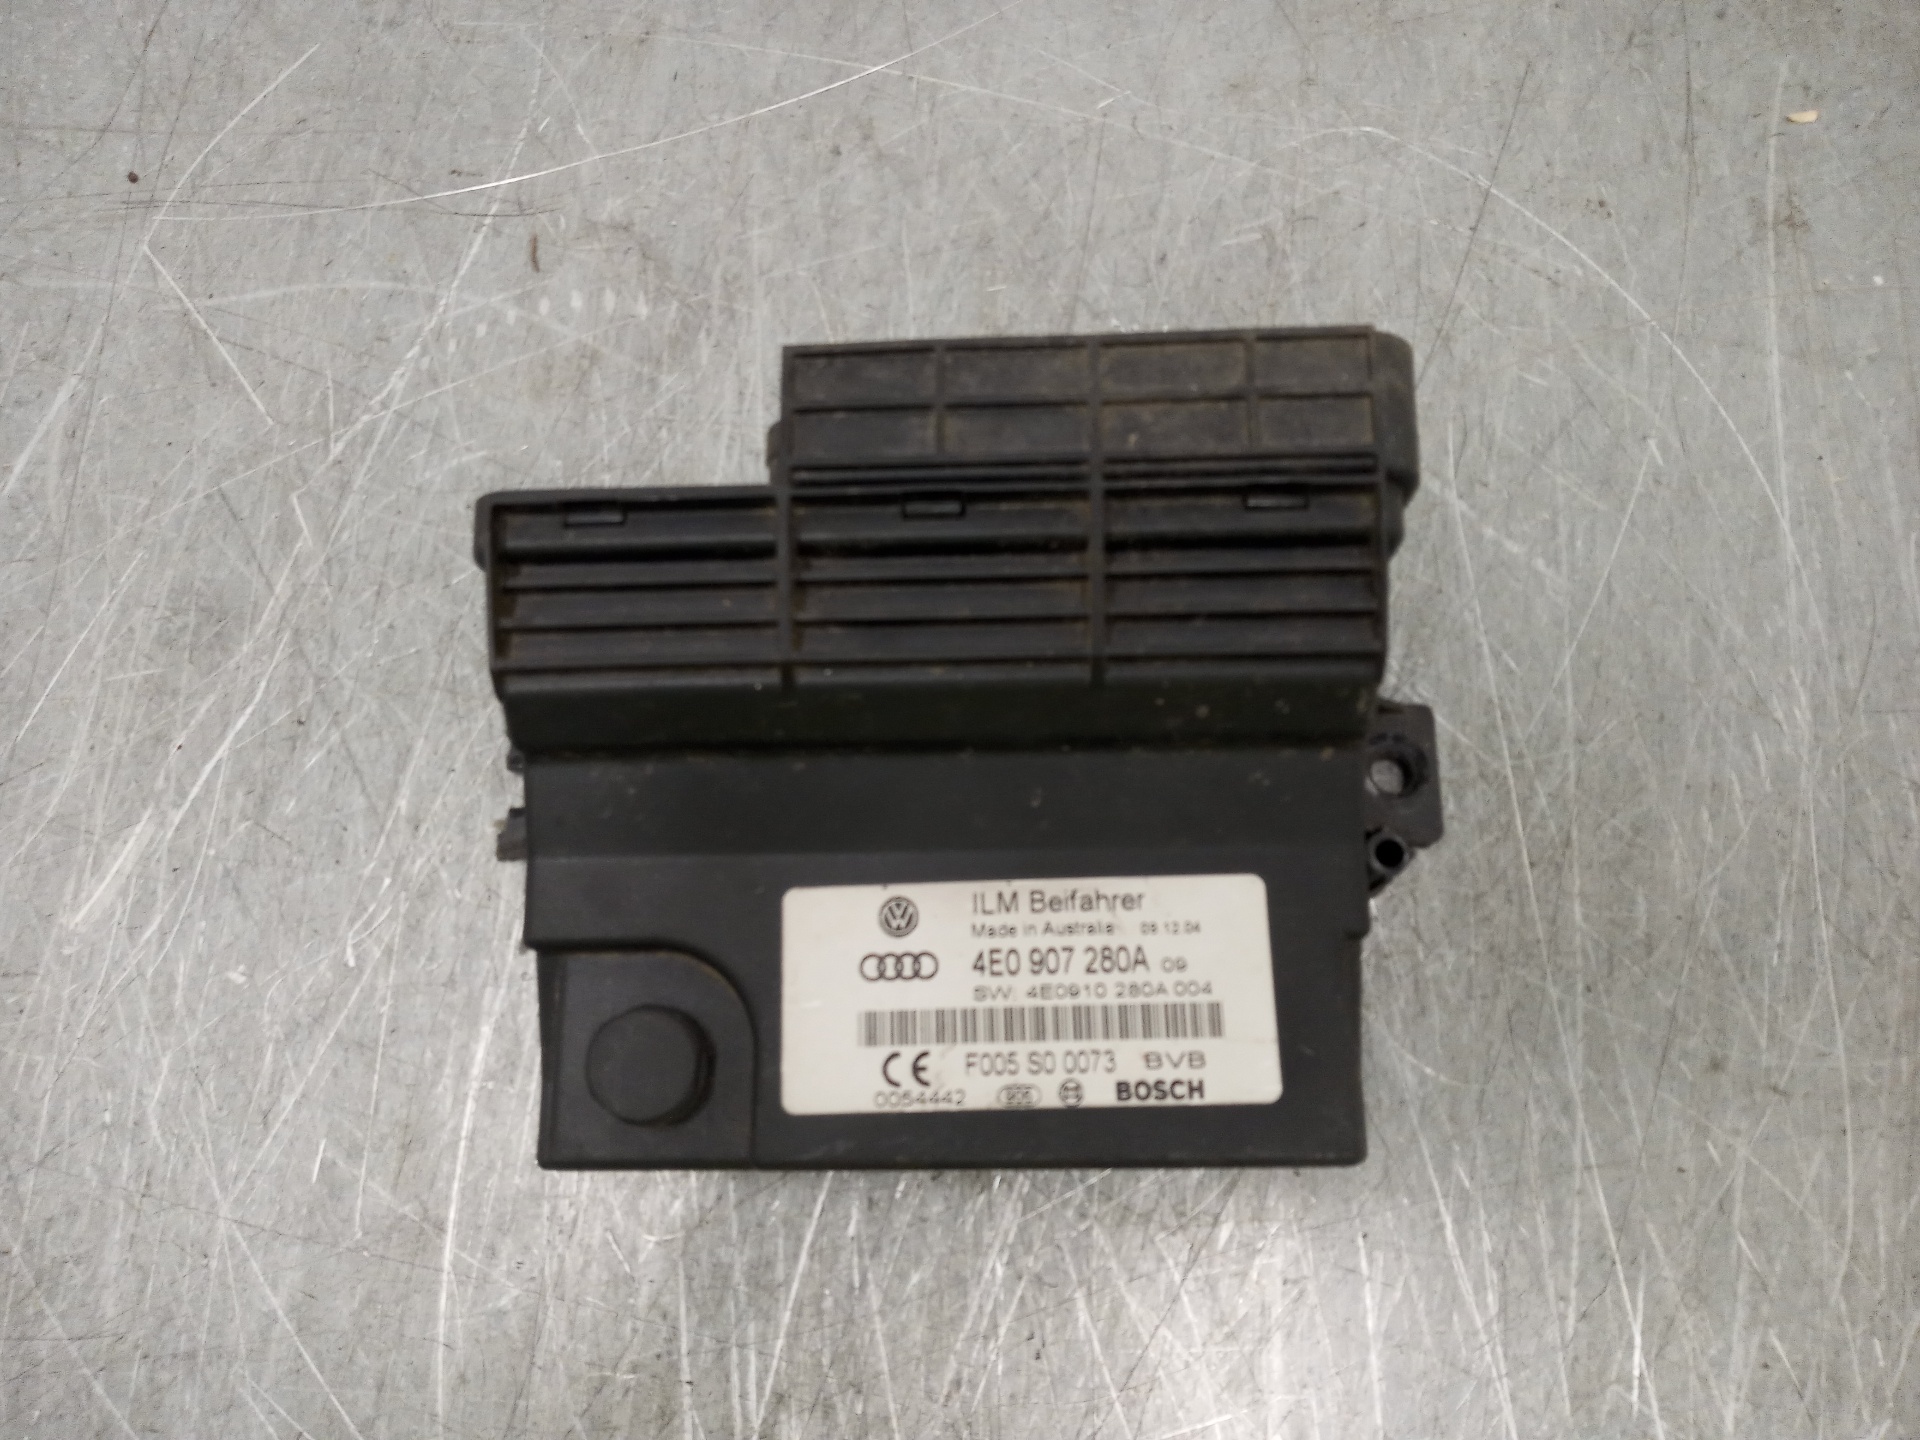 ILM Beifahrer
Made in Australia 09.12.04
4E0 907 280A 09
SW: 4E0910 280A 004
CE F005 S0 0073 BVB
0054442 BOSCH